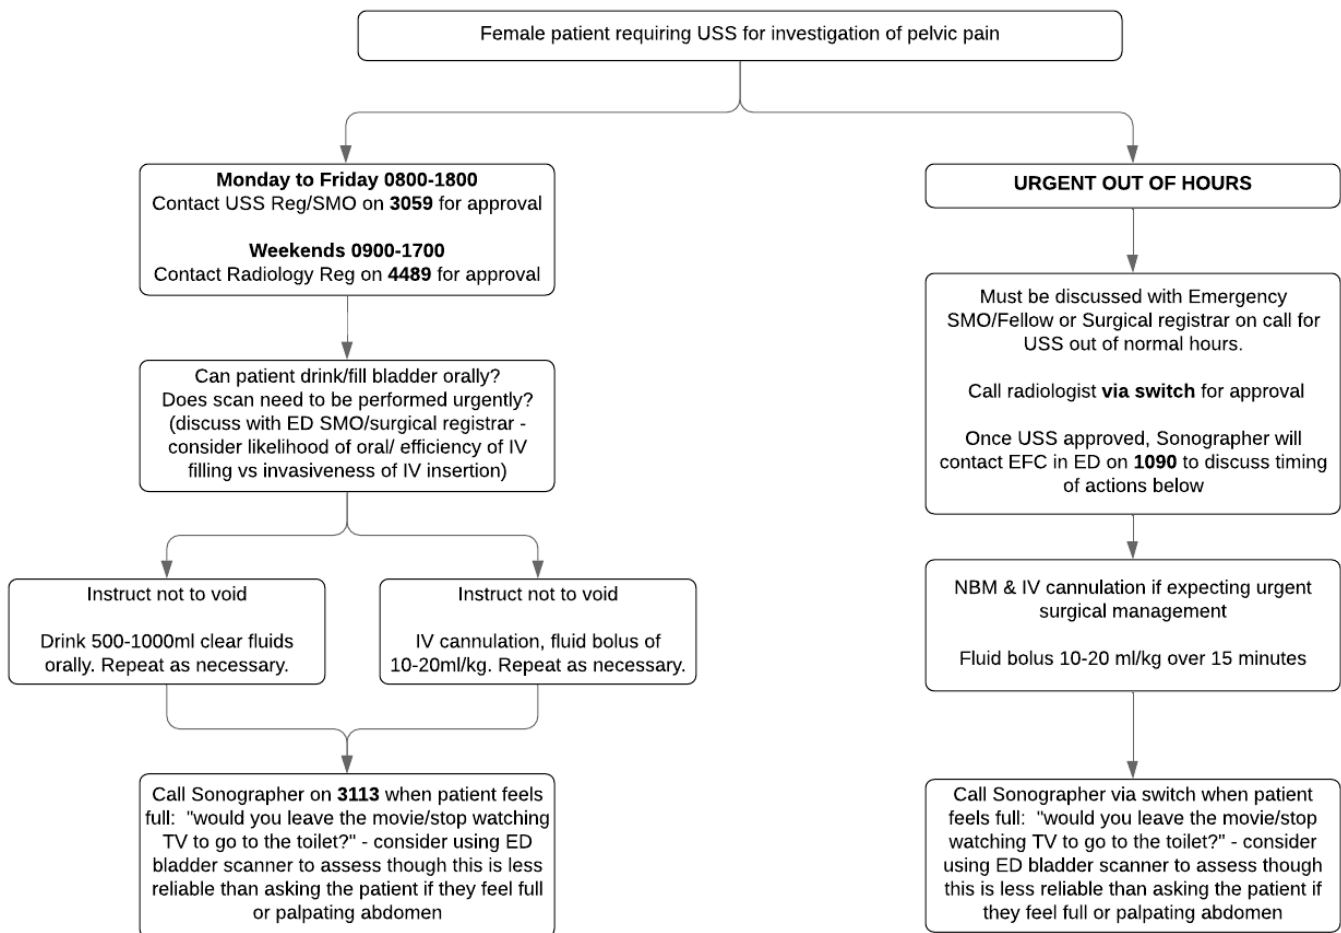 Female patient requiring USS for investigation of pelvic pain
Monday to Friday 0800-1800
Contact USS Reg/SMO on 3059 for approval
Weekends 0900-1700
Contact Radiology Reg on 4489 for approval
Can patient drink/fill bladder orally?
Does scan need to be performed urgently?
(discuss with ED SMO/surgical registrar -
consider likelihood of oral/ efficiency of IV
filling vs invasiveness of IV insertion)
Instruct not to void
Drink 500-1000ml clear fluids
orally. Repeat as necessary.
Instruct not to void
IV cannulation, fluid bolus of
10-20ml/kg. Repeat as necessary.
Call Sonographer on 3113 when patient feels
full:  "would you leave the movie/stop watching
TV to go to the toilet?" - consider using ED
bladder scanner to assess though this is less
reliable than asking the patient if they feel full
or palpating abdomen
URGENT OUT OF HOURS
Must be discussed with Emergency
SMO/Fellow or Surgical registrar on call for
USS out of normal hours.
Call radiologist via switch for approval
Once USS approved, Sonographer will
contact EFC in ED on 1090 to discuss timing
of actions below
NBM & IV cannulation if expecting urgent
surgical management
Fluid bolus 10-20 ml/kg over 15 minutes
Call Sonographer via switch when patient
feels full:  "would you leave the movie/stop
watching TV to go to the toilet?" - consider
using ED bladder scanner to assess though
this is less reliable than asking the patient if
they feel full or palpating abdomen